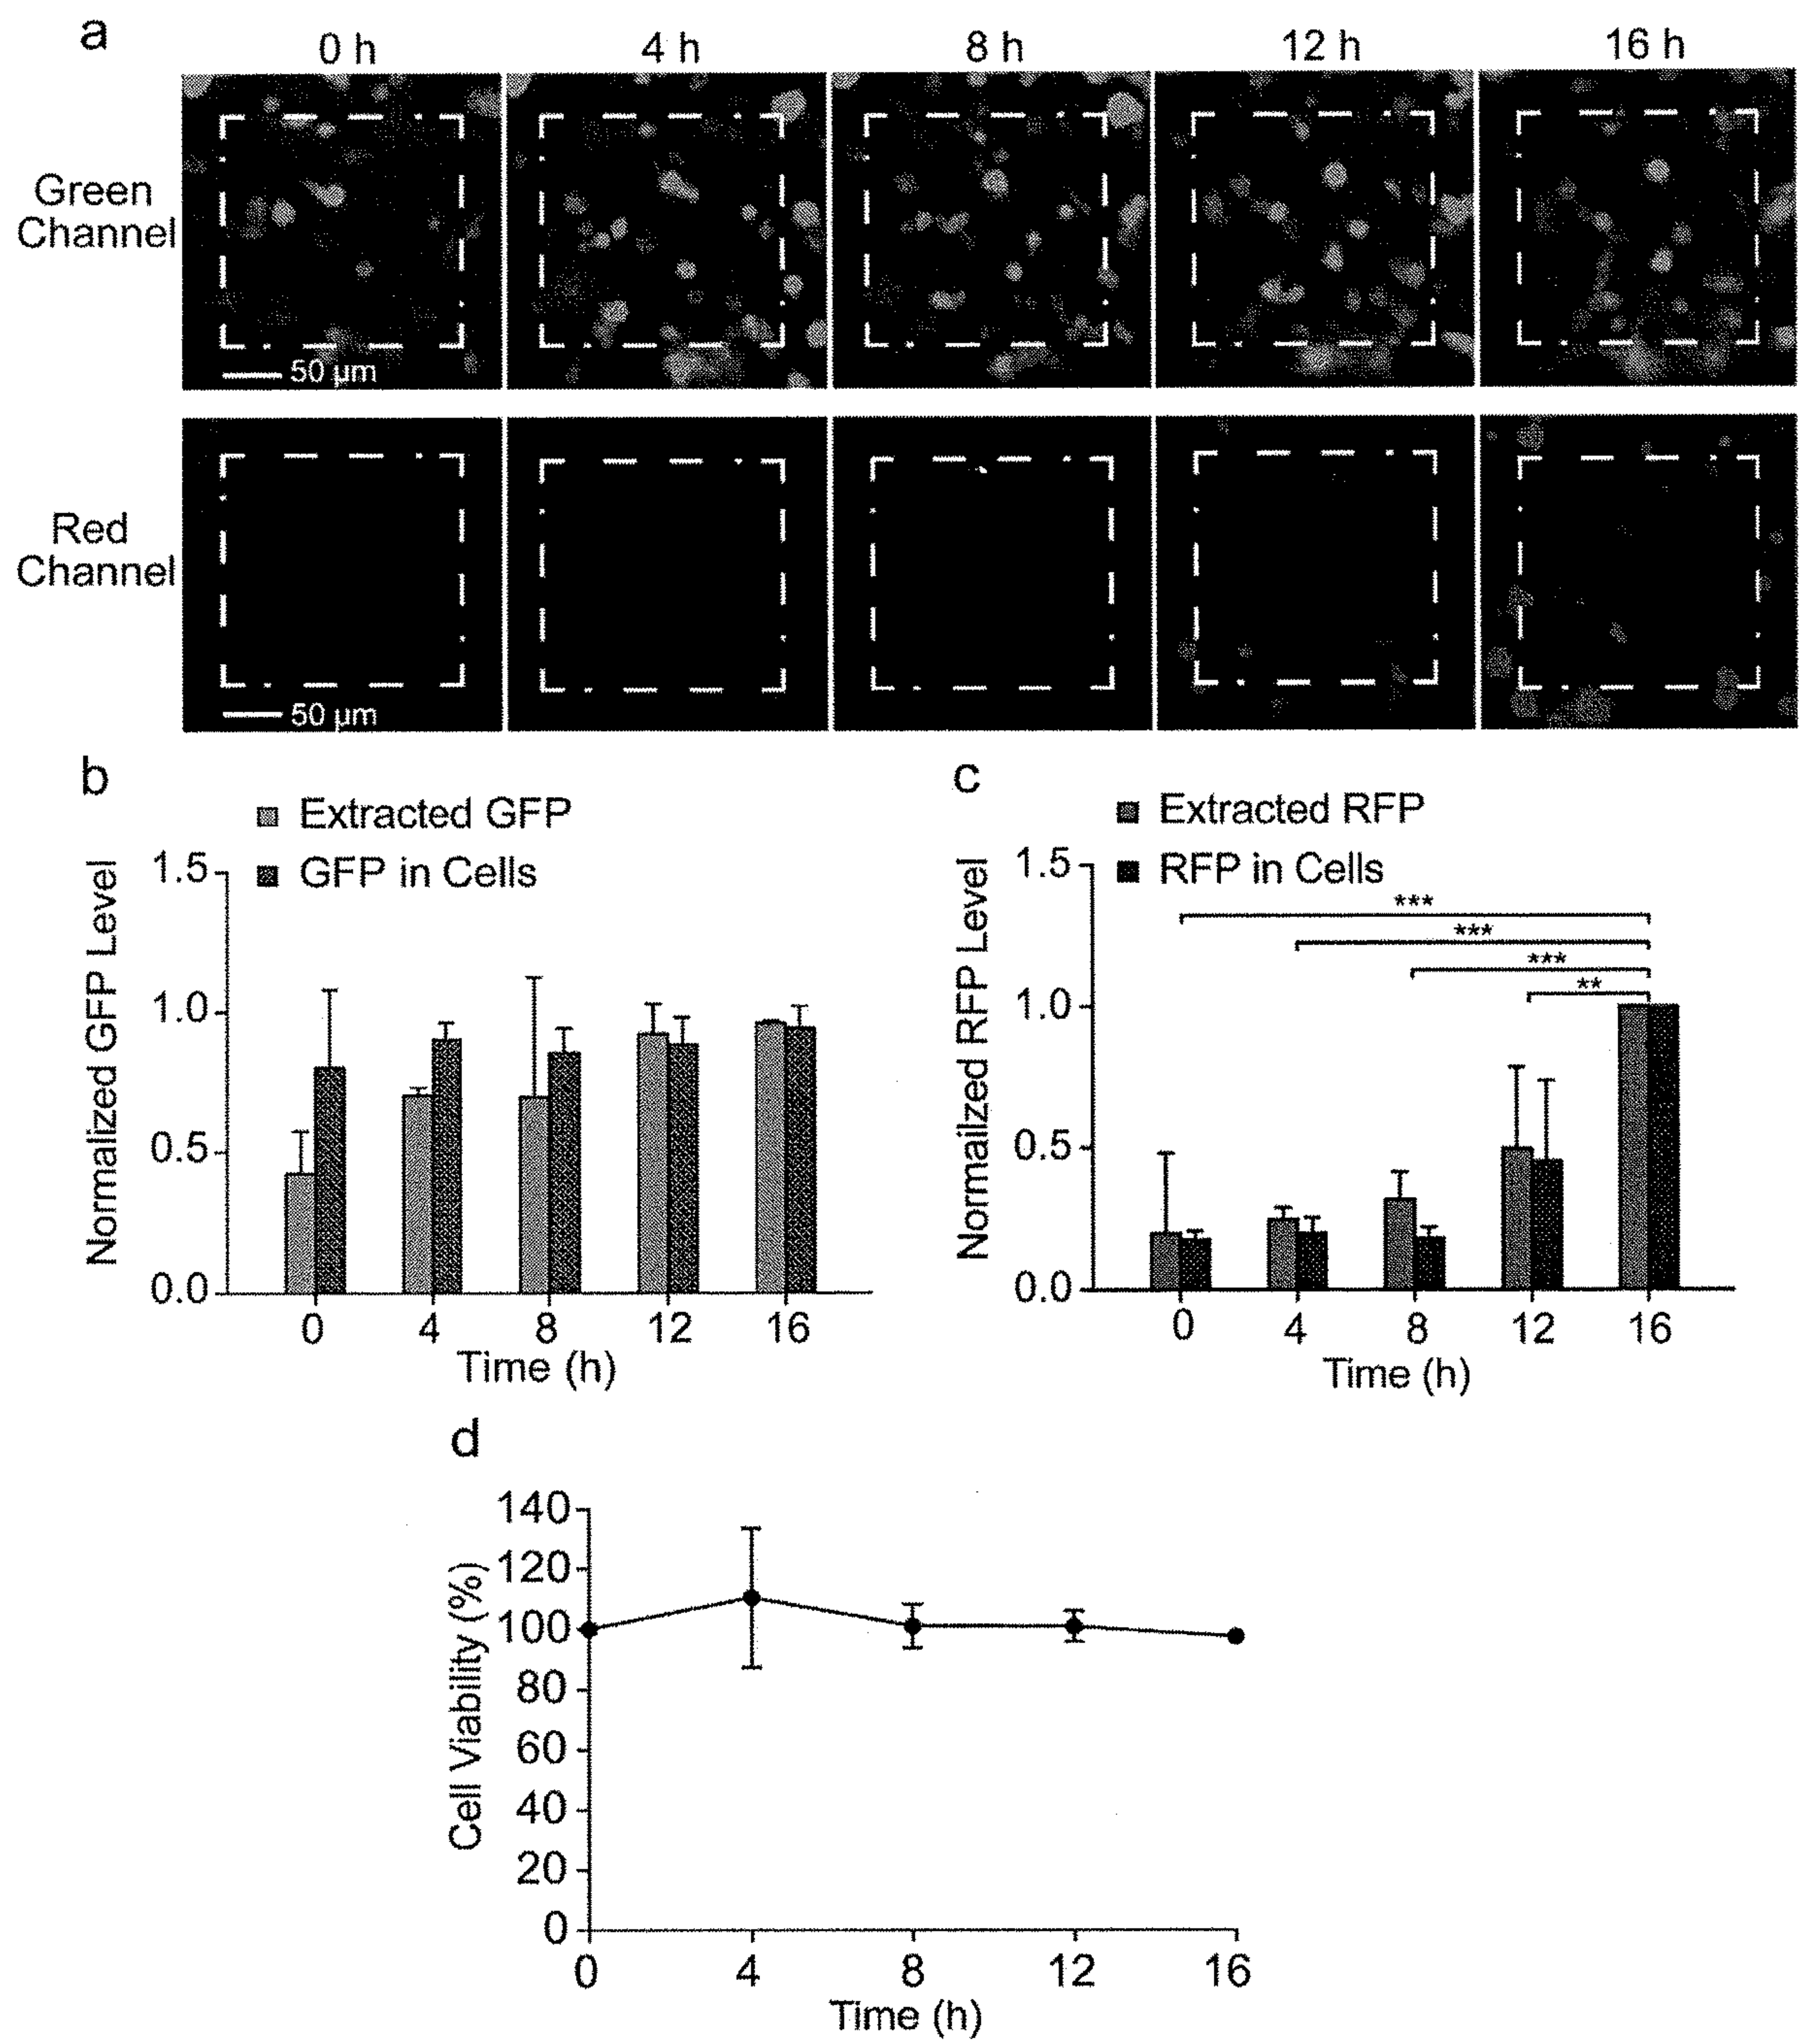 a
0 h 4 h 8 h 12 h 16 h
Green
Channel
50 µm
Red
Channel
50 µm
b
Extracted GFP
GFP in Cells
Normalized GFP Level
1.5
1.0
0.5
0.0
0 4 8 12 16
Time (h)
c
Extracted RFP
RFP in Cells
Normailzed RFP Level
1.5
1.0
0.5
0.0
***
***
***
**
0 4 8 12 16
Time (h)
d
Cell Viability (%)
140
120
100
80
60
40
20
0
0 4 8 12 16
Time (h)